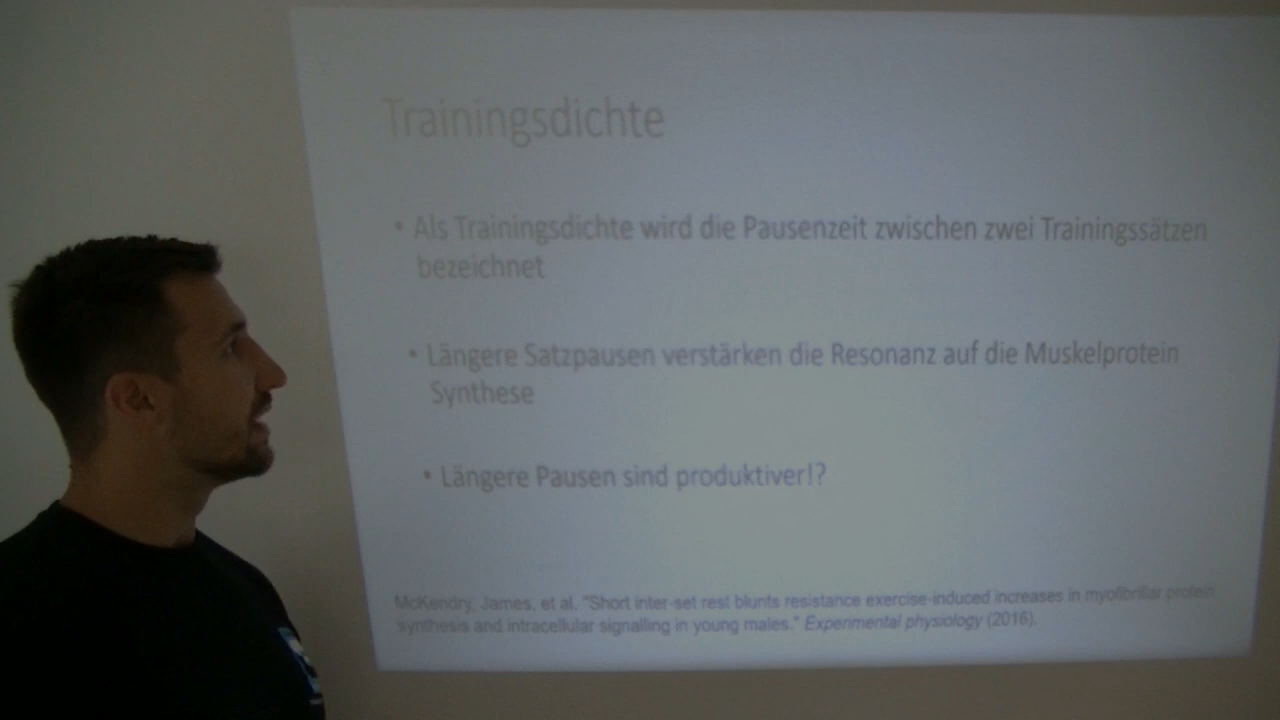 Trainingsdichte
• Als Trainingsdichte wird die Pausenzeit zwischen zwei Trainingssätzen
bezeichnet
• Längere Satzpausen verstärken die Resonanz auf die Muskelprotein
Synthese
• Längere Pausen sind produktiver!?
McKendry, James, et al. "Short inter-set rest blunts resistance exercise-induced increases in myofibrillar protein
synthesis and intracellular signalling in young males." Experimental physiology (2016).